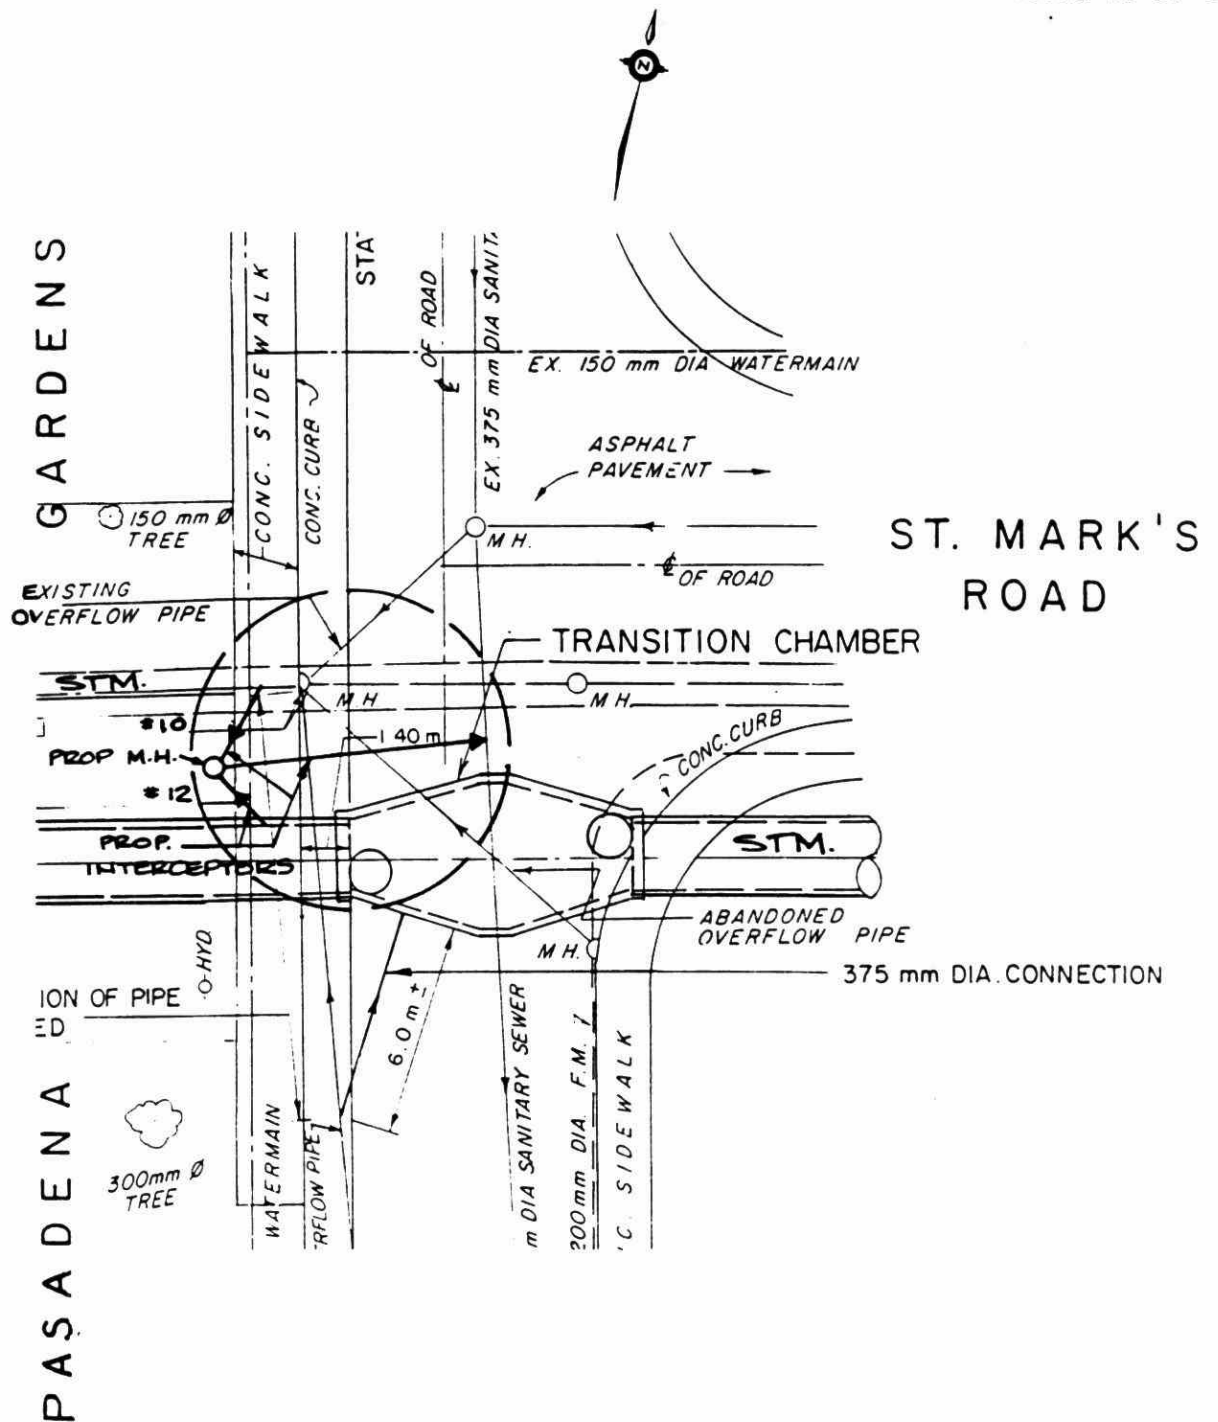 N
GARDENS
CONC. SIDEWALK
CONC. CURB
STA
OF ROAD
EX. 375 mm DIA SANIT
EX. 150 mm DIA WATERMAIN
ASPHALT
PAVEMENT
150 mm Ø
TREE
M H.
℄ OF ROAD
ST. MARK'S
ROAD
EXISTING
OVERFLOW PIPE
TRANSITION CHAMBER
STM.
M H
M H.
#10
1 40 m
PROP M.H.
CONC. CURB
#12
PROP.
INTERCEPTORS
STM.
ABANDONED
OVERFLOW PIPE
M H.
HYD.
375 mm DIA. CONNECTION
ION OF PIPE
ED
6.0 m ±
PASADENA
300mm Ø
TREE
WATERMAIN
RFLOW PIPE
m DIA SANITARY SEWER
200mm DIA. F.M.
'C. SIDEWALK